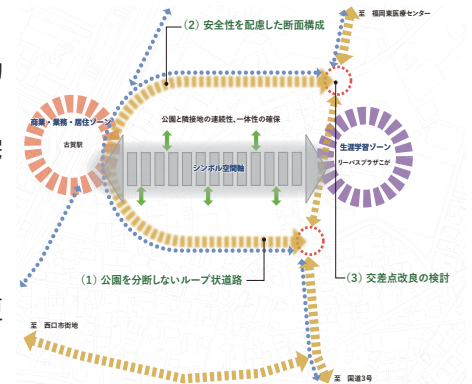 至 福岡東医療センター
(2) 安全性を配慮した断面構成
商業・業務・居住ゾーン
古賀駅
公園と隣接地の連続性、一体性の確保
シンボル空間軸
生涯学習ゾーン
リーパスプラザこが
(1) 公園を分断しないループ状道路
(3) 交差点改良の検討
至 西口市街地
至 国道3号